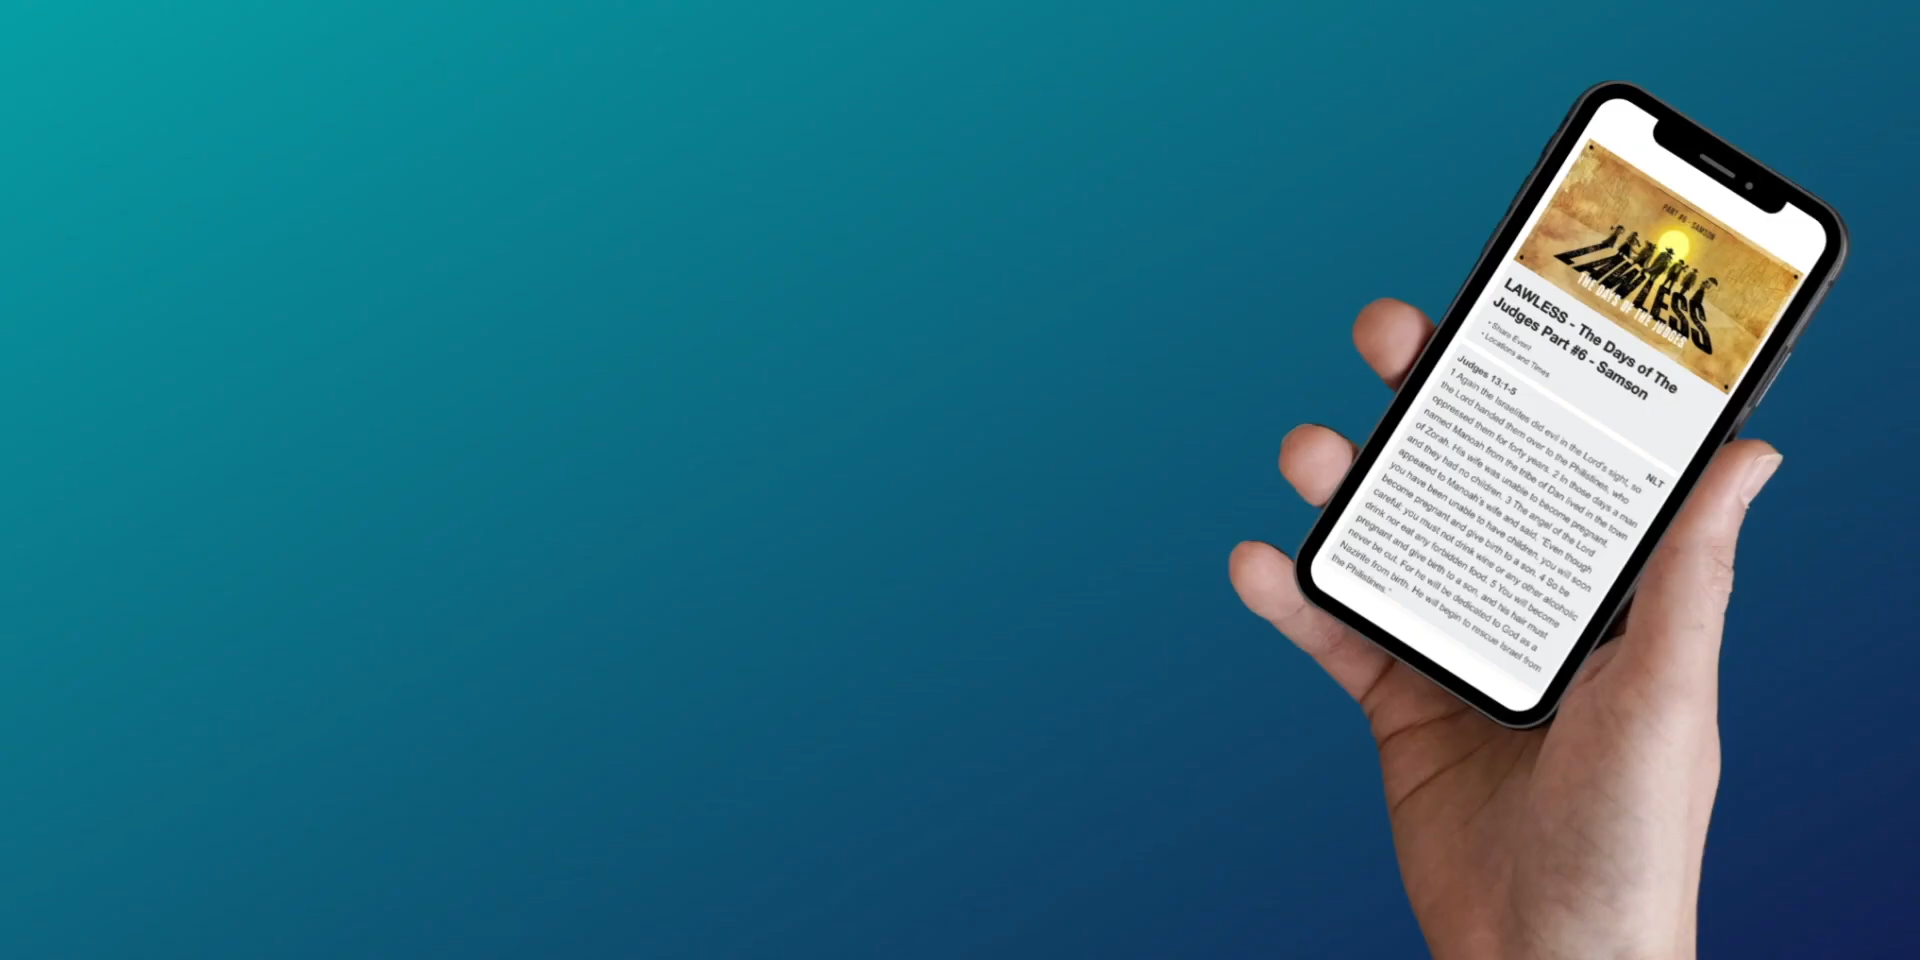 PART #6 - SAMSON
LAWLESS
THE DAYS OF THE JUDGES
LAWLESS - The Days of The
Judges Part #6 - Samson
• Share Event
• Locations and Times
Judges 13:1-5
NLT
1 Again the Israelites did evil in the Lord's sight, so
the Lord handed them over to the Philistines, who
oppressed them for forty years. 2 In those days a man
named Manoah from the tribe of Dan lived in the town
of Zorah. His wife was unable to become pregnant,
and they had no children. 3 The angel of the Lord
appeared to Manoah's wife and said, "Even though
you have been unable to have children, you will soon
become pregnant and give birth to a son. 4 So be
careful; you must not drink wine or any other alcoholic
drink nor eat any forbidden food. 5 You will become
pregnant and give birth to a son, and his hair must
never be cut. For he will be dedicated to God as a
Nazirite from birth. He will begin to rescue Israel from
the Philistines."